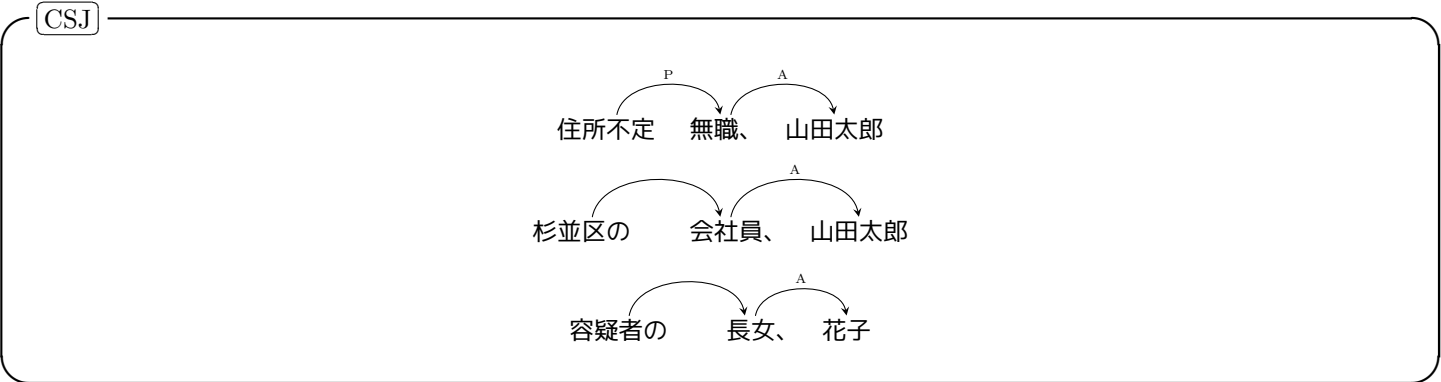 CSJ
P A
住所不定 無職、 山田太郎
A
杉並区の 会社員、 山田太郎
A
容疑者の 長女、 花子